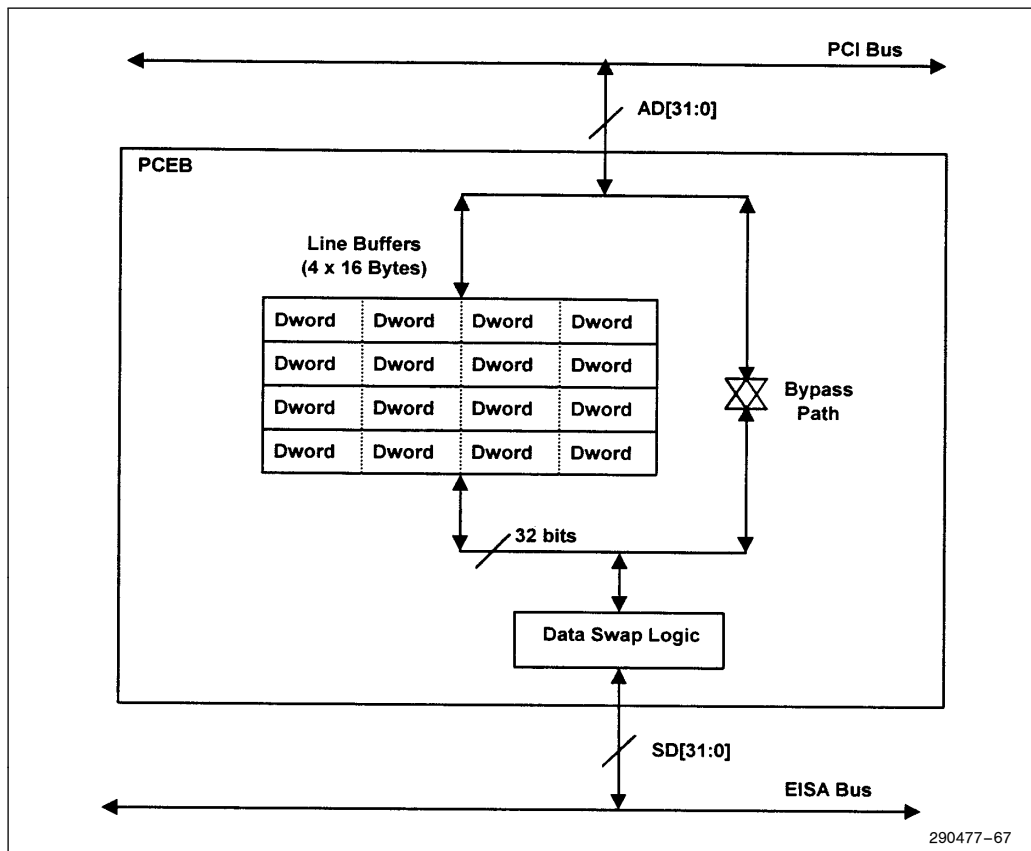 PCI Bus
AD[31:0]
PCEB
Line Buffers
(4 x 16 Bytes)
Dword Dword Dword Dword
Dword Dword Dword Dword
Dword Dword Dword Dword
Dword Dword Dword Dword
Bypass
Path
32 bits
Data Swap Logic
SD[31:0]
EISA Bus
290477–67